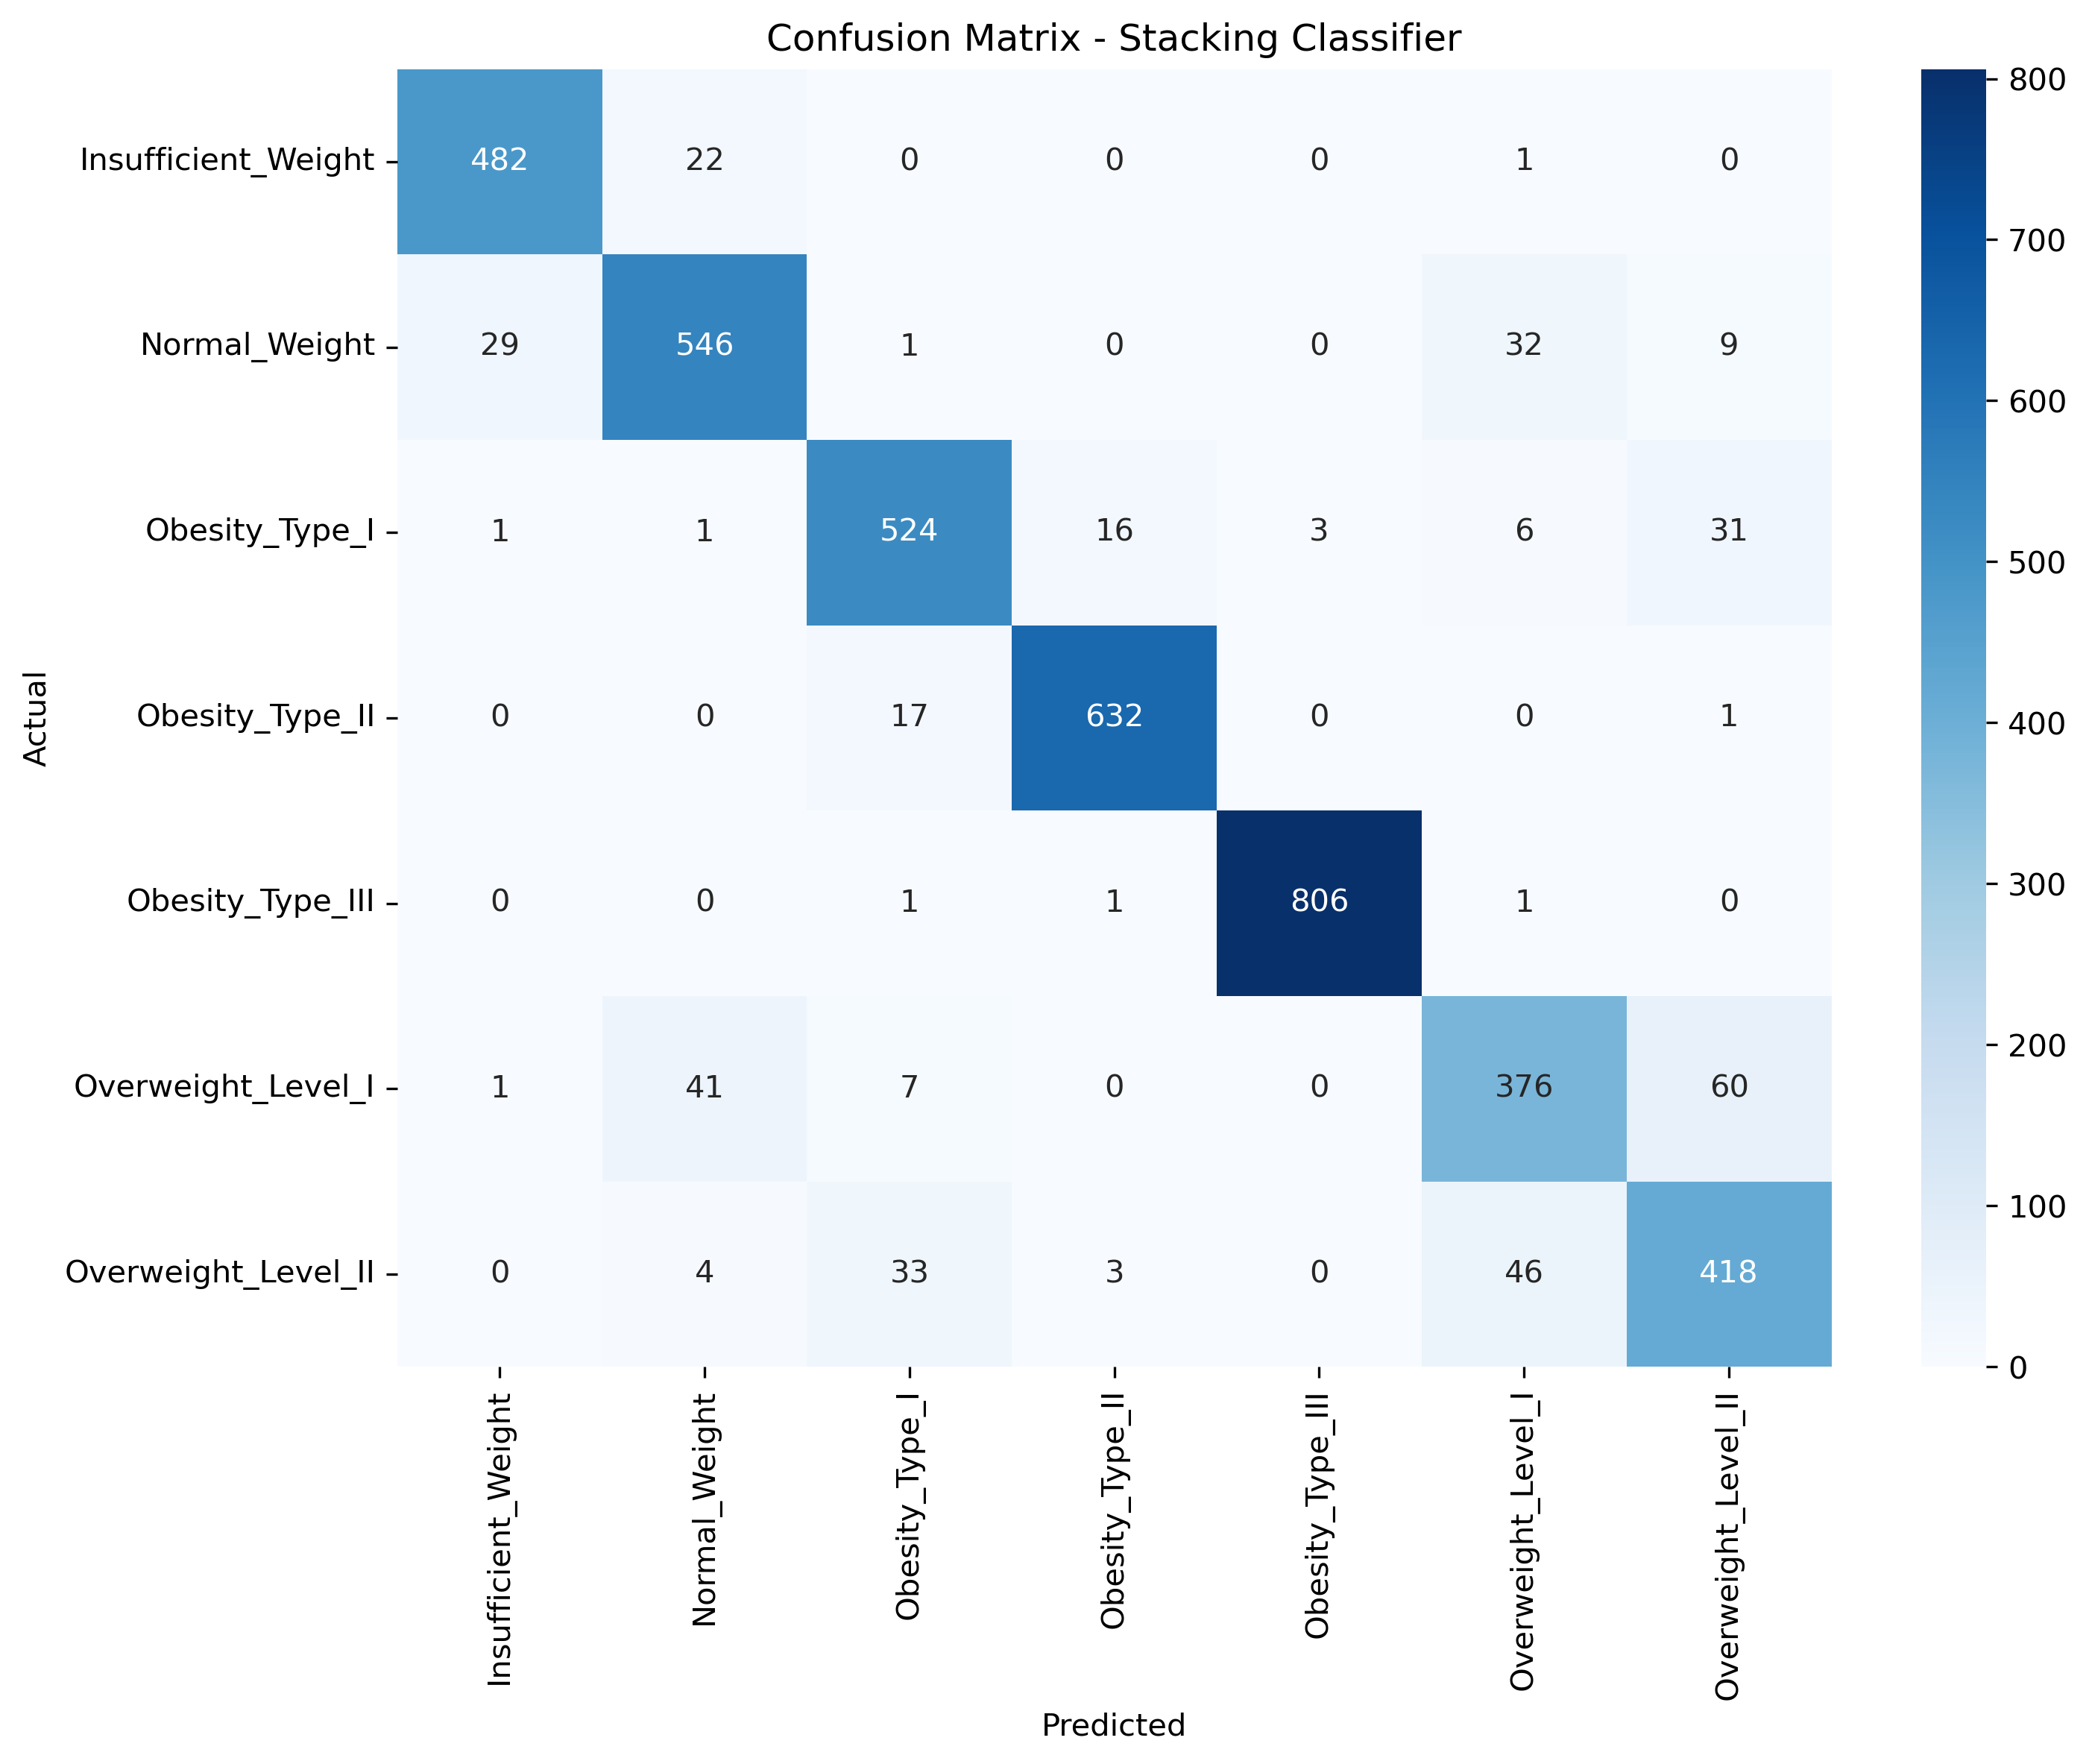 Confusion Matrix - Stacking Classifier
Actual
Insufficient_Weight 482 22 0 0 0 1 0
Normal_Weight 29 546 1 0 0 32 9
Obesity_Type_I 1 1 524 16 3 6 31
Obesity_Type_II 0 0 17 632 0 0 1
Obesity_Type_III 0 0 1 1 806 1 0
Overweight_Level_I 1 41 7 0 0 376 60
Overweight_Level_II 0 4 33 3 0 46 418
Insufficient_Weight
Normal_Weight
Obesity_Type_I
Obesity_Type_II
Obesity_Type_III
Overweight_Level_I
Overweight_Level_II
Predicted
800
700
600
500
400
300
200
100
0